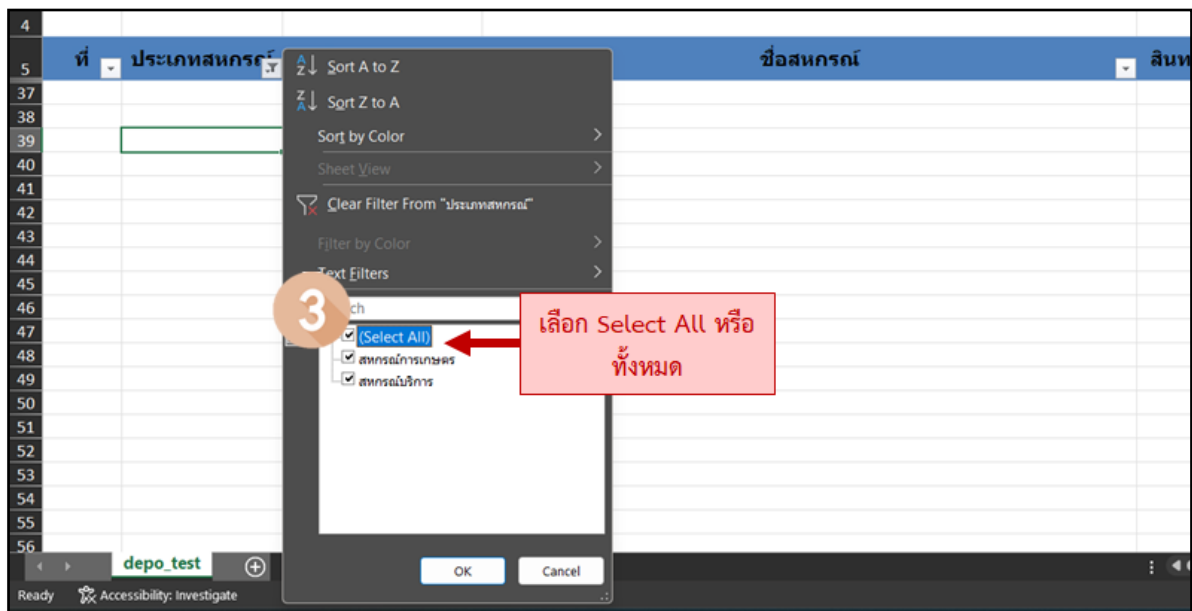 4
5 ที่ ประเภทสหกรณ์ ชื่อสหกรณ์
37
38
39
40
41
42
43
44
45
46
47
48
49
50
51
52
53
54
55
56
Sort A to Z
Sort Z to A
Sort by Color
Sheet View
Clear Filter From "ประเภทสหกรณ์"
Filter by Color
Text Filters
3
(Select All)
สหกรณ์การเกษตร
สหกรณ์บริการ
เลือก Select All หรือ
ทั้งหมด
OK Cancel
depo_test
Ready Accessibility: Investigate